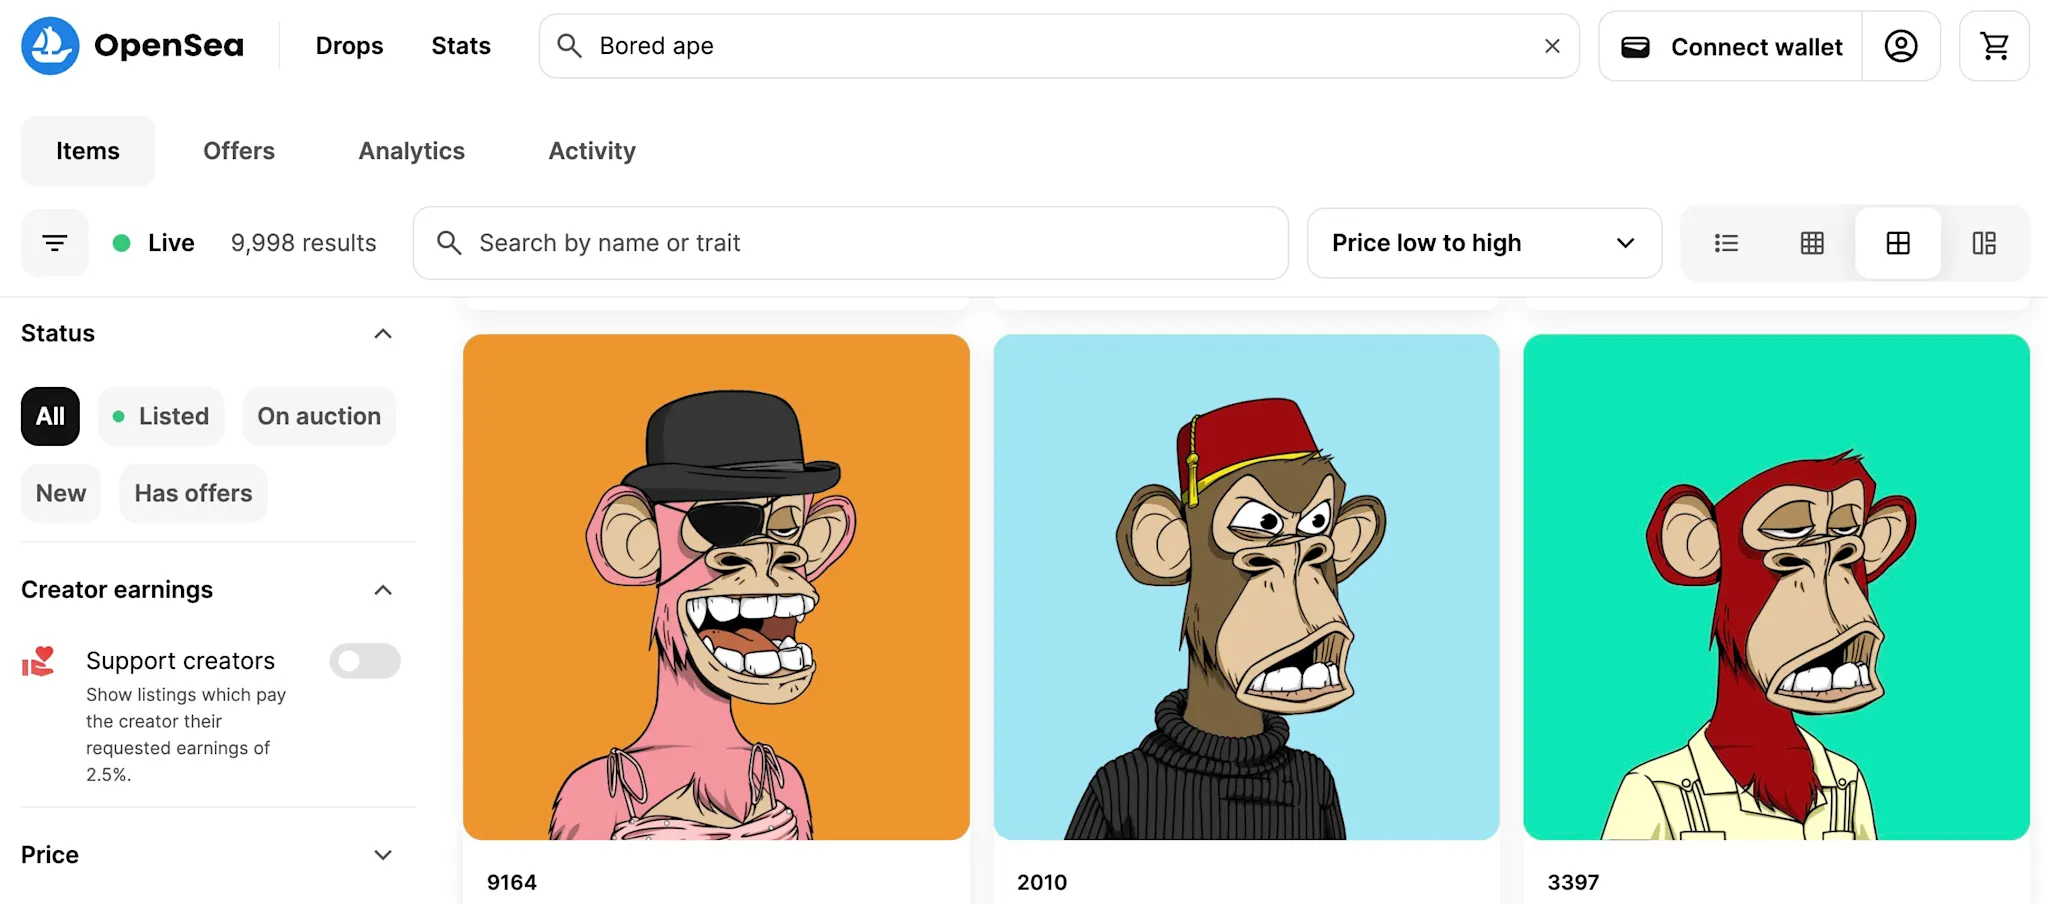 OpenSea
Drops
Stats
Bored ape
Connect wallet
Items
Offers
Analytics
Activity
Live
9,998 results
Search by name or trait
Price low to high
Status
All
Listed
On auction
New
Has offers
Creator earnings
Support creators
Show listings which pay
the creator their
requested earnings of
2.5%.
Price
9164
2010
3397